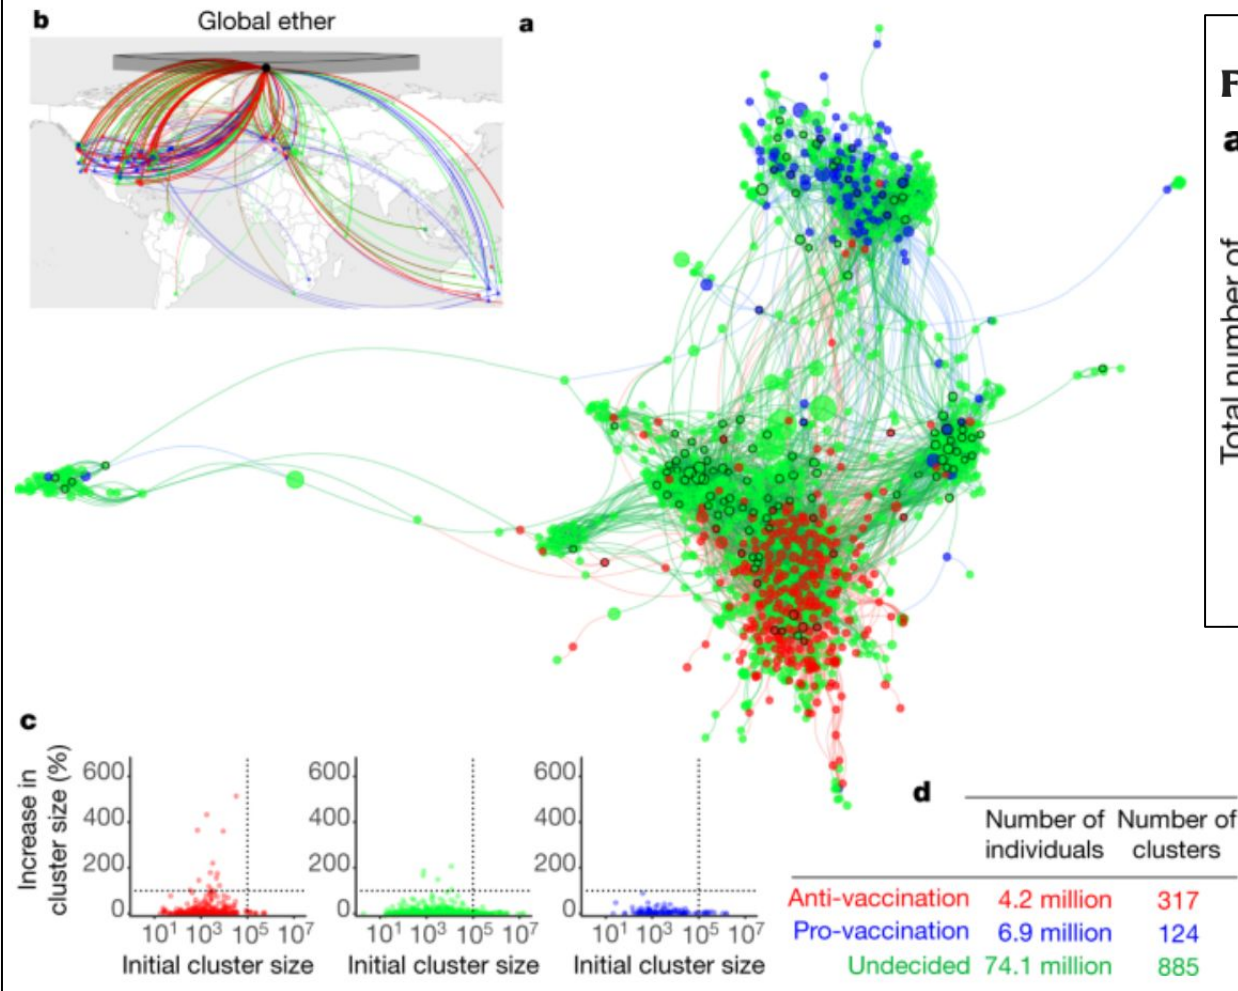 b Global ether
a
c
Increase in
cluster size (%)
600
400
200
0
10¹ 10³ 10⁵ 10⁷
Initial cluster size
600
400
200
0
10¹ 10³ 10⁵ 10⁷
Initial cluster size
600
400
200
0
10¹ 10³ 10⁵ 10⁷
Initial cluster size
d
Number of individuals Number of clusters
Anti-vaccination 4.2 million 317
Pro-vaccination 6.9 million 124
Undecided 74.1 million 885
a
Total number of